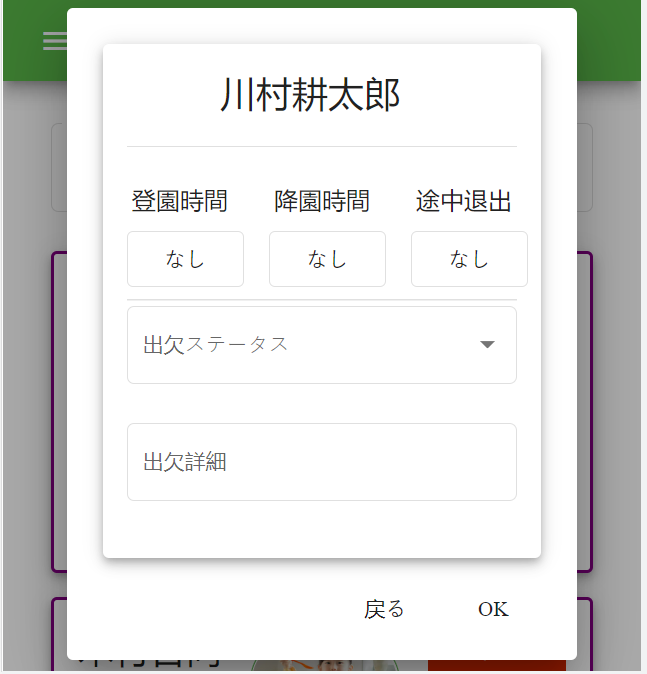 川村耕太郎
登園時間 降園時間 途中退出
なし なし なし
出欠ステータス
出欠詳細
戻る OK